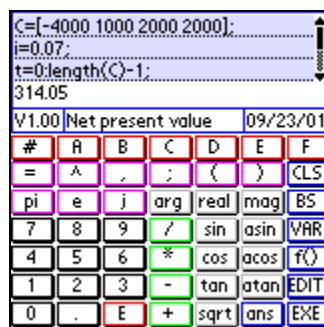 C=[-4000 1000 2000 2000];
i=0.07;
t=0:length(C)-1;
314.05
V1.00 Net present value 09/23/01
# A B C D E F
= ^ , ; ( ) CLS
pi e j arg real mag BS
7 8 9 / sin asin VAR
4 5 6 * cos acos f()
1 2 3 - tan atan EDIT
0 . E + sqrt ans EXE